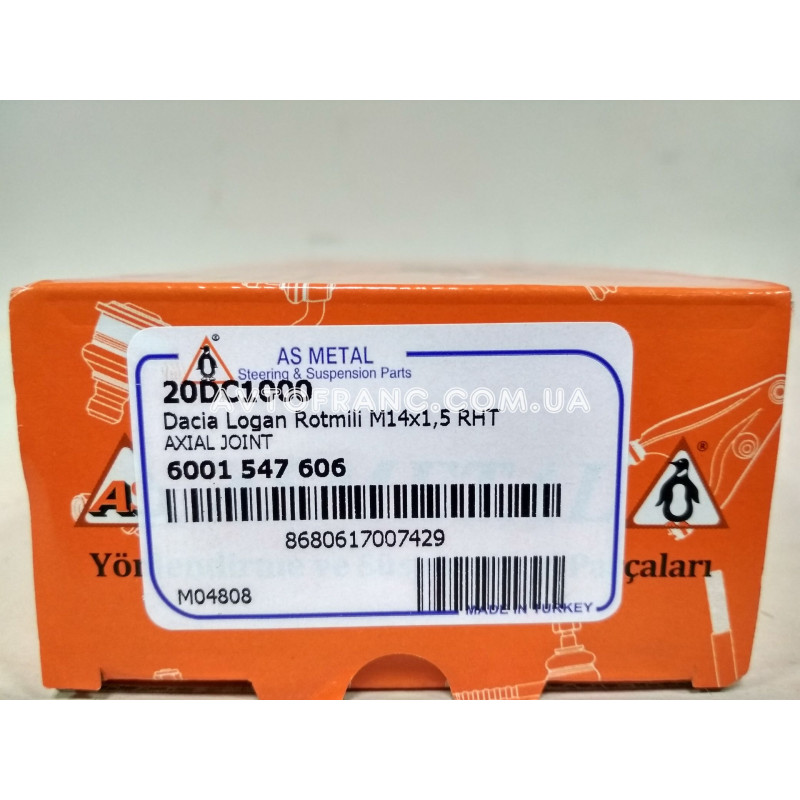 AS METAL
Steering & Suspension Parts
20DC1000
AVTOFRANC.COM.UA
Dacia Logan Rotmili M14x1,5 RHT
AXIAL JOINT
6001 547 606
8680617007429
M04808
MADE IN TURKEY
AS
Yönlendirme ve Parçaları